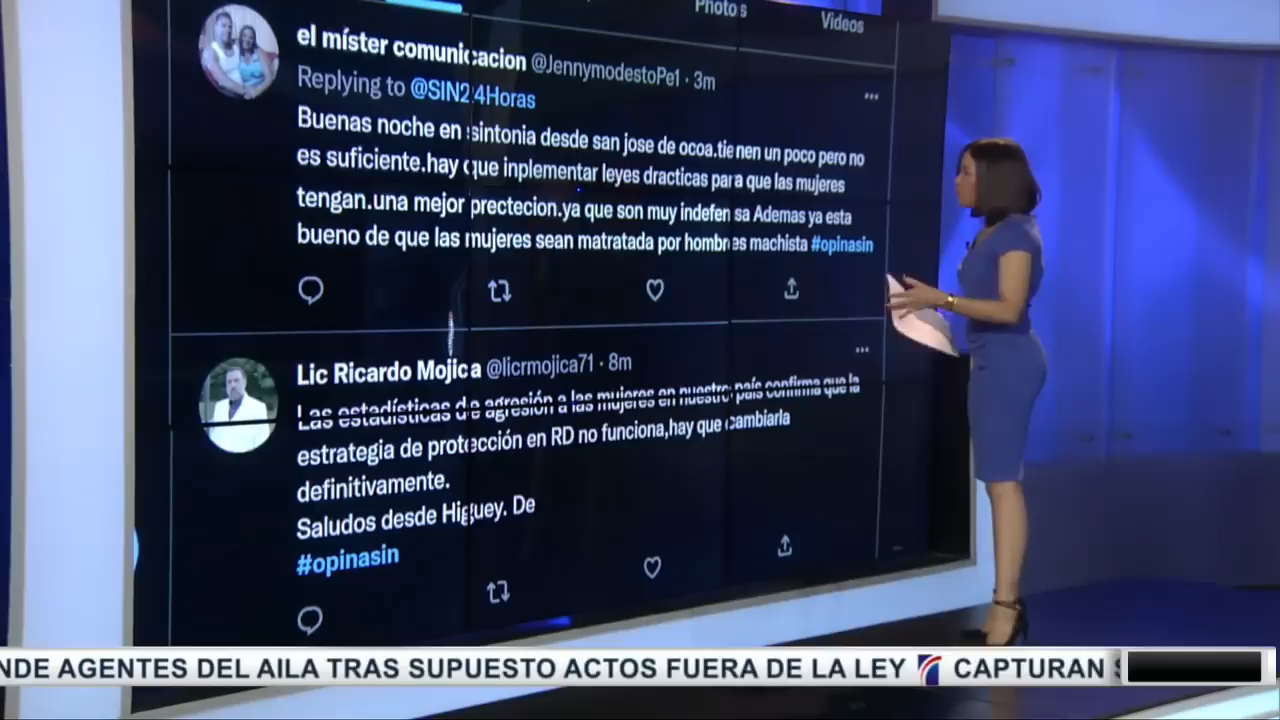 Photos
Videos
el míster comunicacion @JennymodestoPe1 · 3m
Replying to @SIN24Horas
Buenas noche en sintonia desde san jose de ocoa.tienen un poco pero no
es suficiente.hay que inplementar leyes dracticas para que las mujeres
tengan.una mejor prectecion.ya que son muy indefensa Ademas ya esta
bueno de que las mujeres sean matratada por hombres machista #opinasin
Lic Ricardo Mojica @licrmojica71 · 8m
Las estadísticas de agresión a las mujeres en nuestro país confirma que la
estrategia de protección en RD no funciona,hay que cambiarla
definitivamente.
Saludos desde Higuey. De
#opinasin
NDE AGENTES DEL AILA TRAS SUPUESTO ACTOS FUERA DE LA LEY CAPTURAN